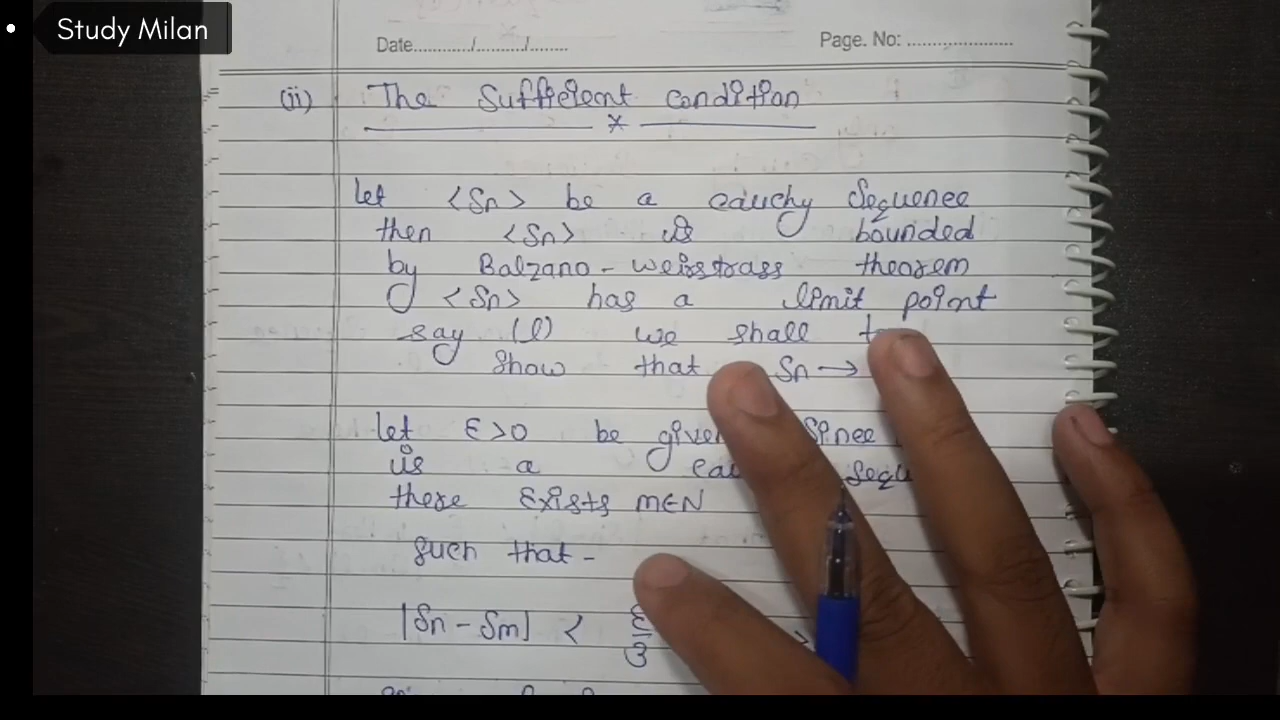 Study Milan
Date............/.........../........
Page. No: ......................
(ii) The Sufficient condition
let <Sn> be a cauchy Sequence
then <Sn> is bounded
by Balzano - weirstrass theorem
<Sn> has a limit point
say (l) we shall
show that Sn →
let ε>0 be given Since
is a
there Exists m∈N
such that -
|Sn - Sm| < ε/3